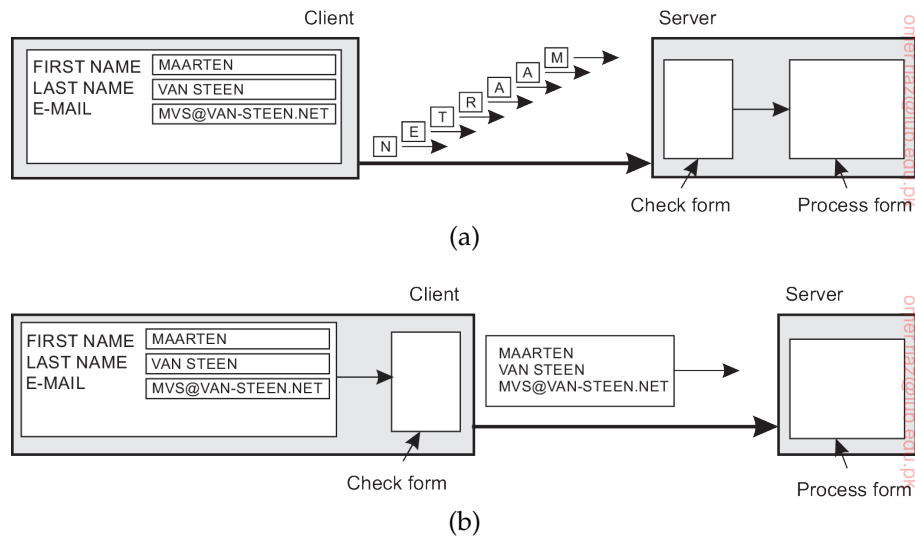 Client
Server
FIRST NAME MAARTEN
LAST NAME VAN STEEN
E-MAIL MVS@VAN-STEEN.NET
N E T R A A M
Check form
Process form
(a)
Client
Server
FIRST NAME MAARTEN
LAST NAME VAN STEEN
E-MAIL MVS@VAN-STEEN.NET
MAARTEN
VAN STEEN
MVS@VAN-STEEN.NET
Check form
Process form
(b)